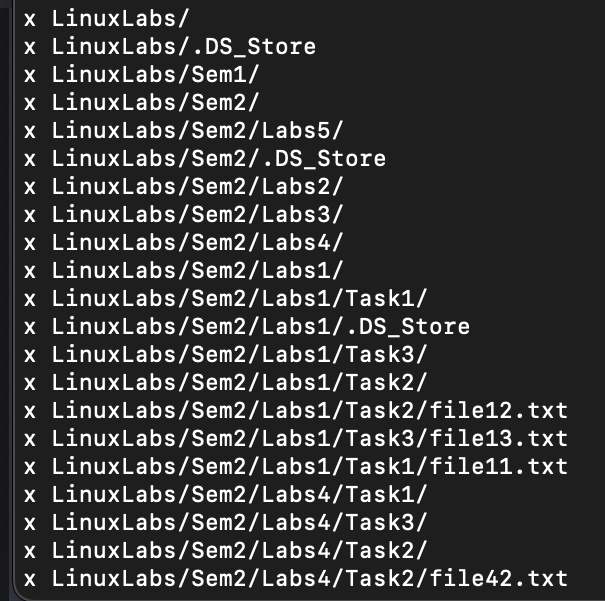 x LinuxLabs/
x LinuxLabs/.DS_Store
x LinuxLabs/Sem1/
x LinuxLabs/Sem2/
x LinuxLabs/Sem2/Labs5/
x LinuxLabs/Sem2/.DS_Store
x LinuxLabs/Sem2/Labs2/
x LinuxLabs/Sem2/Labs3/
x LinuxLabs/Sem2/Labs4/
x LinuxLabs/Sem2/Labs1/
x LinuxLabs/Sem2/Labs1/Task1/
x LinuxLabs/Sem2/Labs1/.DS_Store
x LinuxLabs/Sem2/Labs1/Task3/
x LinuxLabs/Sem2/Labs1/Task2/
x LinuxLabs/Sem2/Labs1/Task2/file12.txt
x LinuxLabs/Sem2/Labs1/Task3/file13.txt
x LinuxLabs/Sem2/Labs1/Task1/file11.txt
x LinuxLabs/Sem2/Labs4/Task1/
x LinuxLabs/Sem2/Labs4/Task3/
x LinuxLabs/Sem2/Labs4/Task2/
x LinuxLabs/Sem2/Labs4/Task2/file42.txt